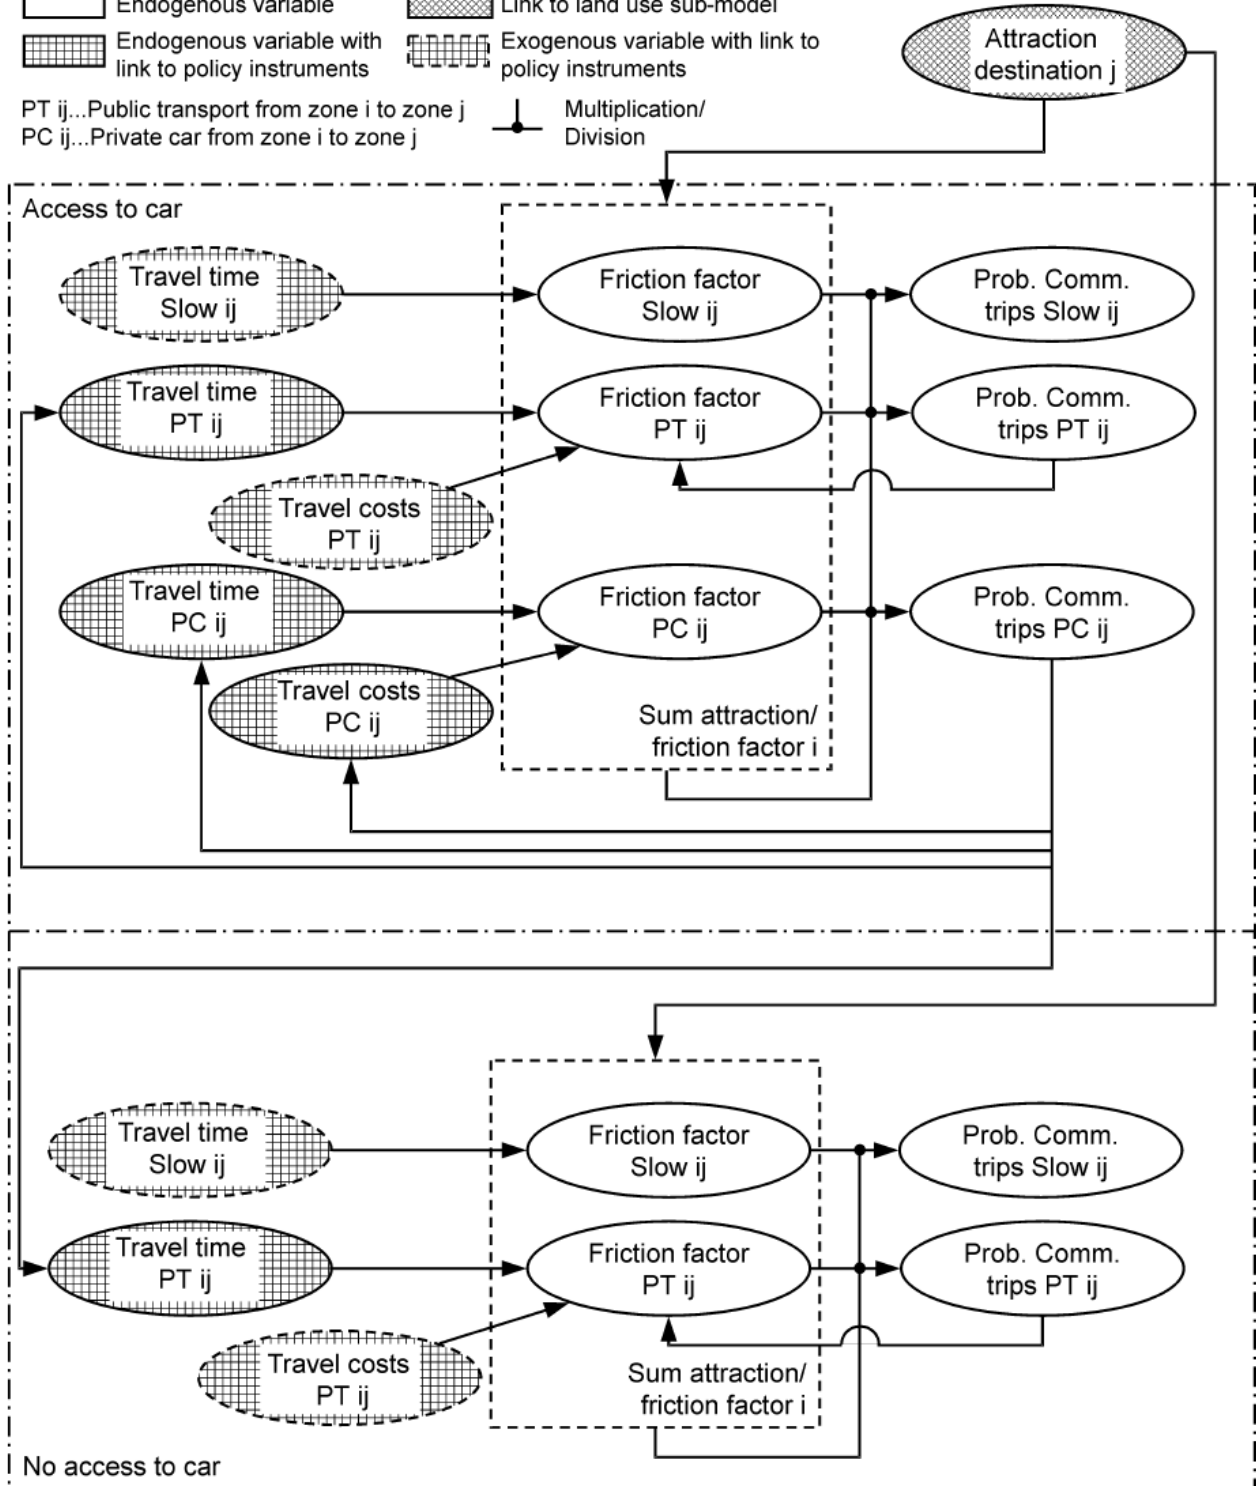 Endogenous variable
Link to land use sub-model
Endogenous variable with
link to policy instruments
Exogenous variable with link to
policy instruments
PT ij...Public transport from zone i to zone j
PC ij...Private car from zone i to zone j
Multiplication/
Division
Attraction
destination j
Access to car
Travel time
Slow ij
Friction factor
Slow ij
Prob. Comm.
trips Slow ij
Travel time
PT ij
Friction factor
PT ij
Prob. Comm.
trips PT ij
Travel costs
PT ij
Travel time
PC ij
Friction factor
PC ij
Prob. Comm.
trips PC ij
Travel costs
PC ij
Sum attraction/
friction factor i
Travel time
Slow ij
Friction factor
Slow ij
Prob. Comm.
trips Slow ij
Travel time
PT ij
Friction factor
PT ij
Prob. Comm.
trips PT ij
Travel costs
PT ij
Sum attraction/
friction factor i
No access to car